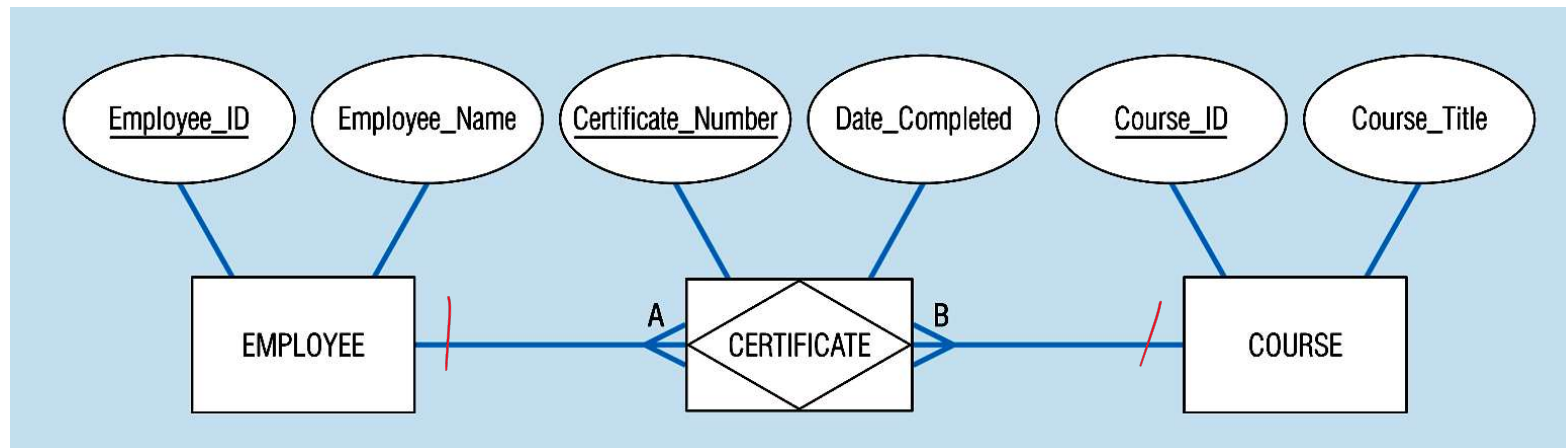 Employee_ID Employee_Name Certificate_Number Date_Completed Course_ID Course_Title
A B
EMPLOYEE CERTIFICATE COURSE